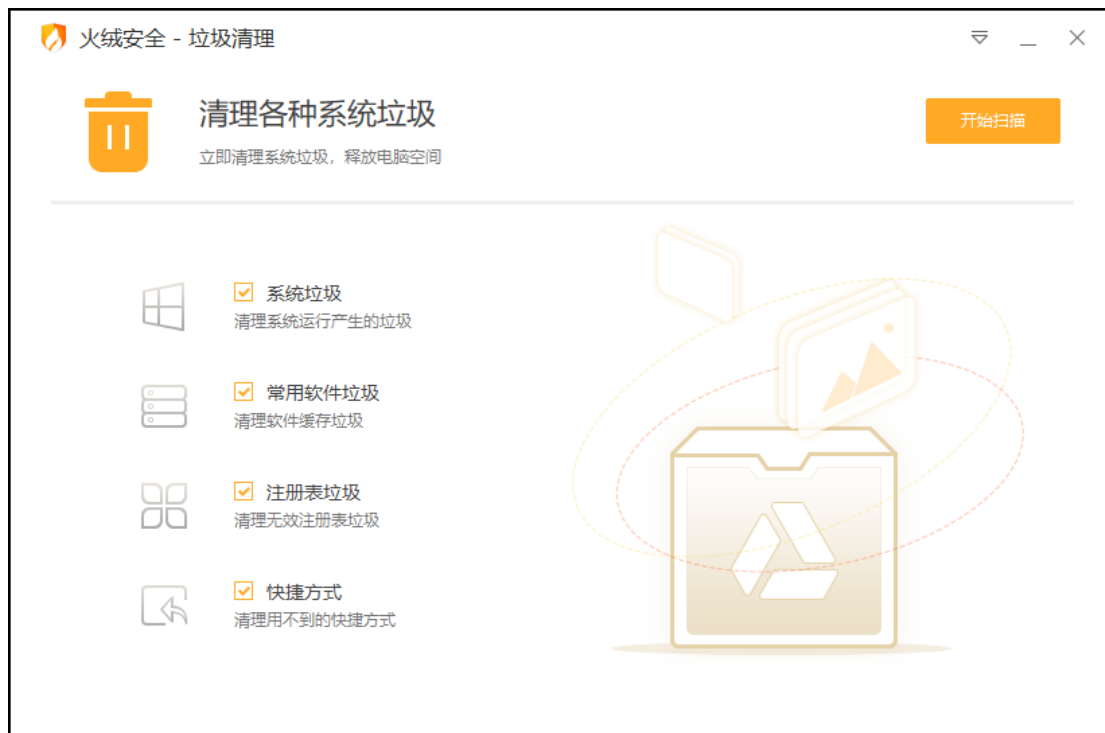 火绒安全 - 垃圾清理
清理各种系统垃圾
立即清理系统垃圾，释放电脑空间
开始扫描
系统垃圾
清理系统运行产生的垃圾
常用软件垃圾
清理软件缓存垃圾
注册表垃圾
清理无效注册表垃圾
快捷方式
清理用不到的快捷方式